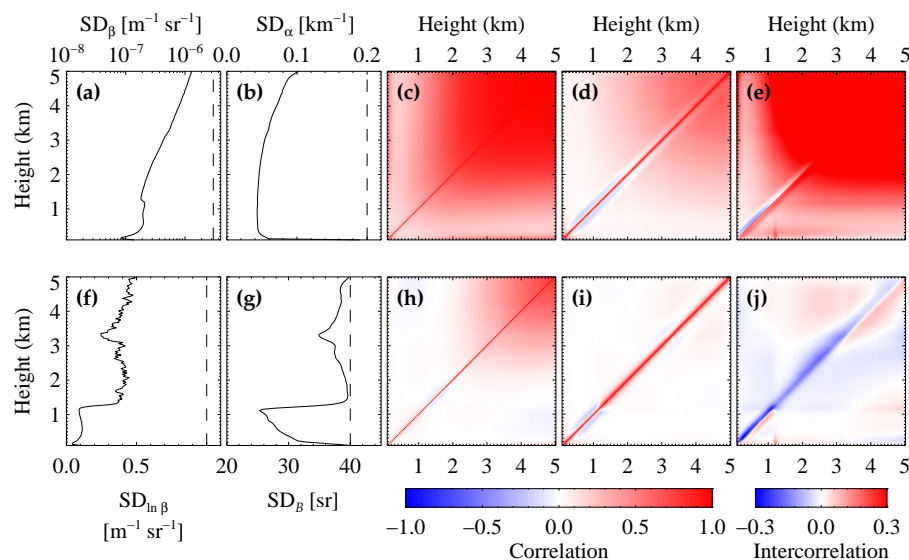 SD_β [m⁻¹ sr⁻¹] SD_α [km⁻¹] Height (km) Height (km) Height (km)
10⁻⁸ 10⁻⁷ 10⁻⁶ 0.0 0.1 0.2 1 2 3 4 5 1 2 3 4 5 1 2 3 4 5
5 (a) (b) (c) (d) (e)
4
3
2
1
Height (km)
5 (f) (g) (h) (i) (j)
4
3
2
1
Height (km)
0.0 0.5 20 30 40 1 2 3 4 5 1 2 3 4 5 1 2 3 4 5
SD_ln β SD_B [sr]
[m⁻¹ sr⁻¹]
−1.0 −0.5 0.0 0.5 1.0 −0.3 0.0 0.3
Correlation Intercorrelation